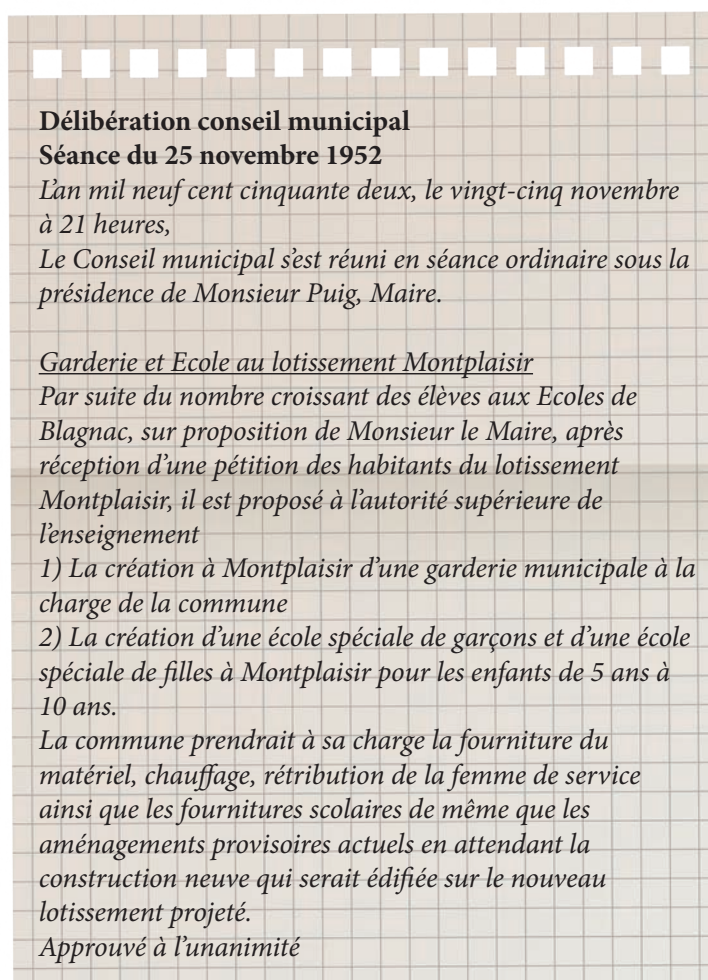 Délibération conseil municipal
Séance du 25 novembre 1952
L'an mil neuf cent cinquante deux, le vingt-cinq novembre
à 21 heures,
Le Conseil municipal s'est réuni en séance ordinaire sous la
présidence de Monsieur Puig, Maire.
Garderie et Ecole au lotissement Montplaisir
Par suite du nombre croissant des élèves aux Ecoles de
Blagnac, sur proposition de Monsieur le Maire, après
réception d'une pétition des habitants du lotissement
Montplaisir, il est proposé à l'autorité supérieure de
l'enseignement
1) La création à Montplaisir d'une garderie municipale à la
charge de la commune
2) La création d'une école spéciale de garçons et d'une école
spéciale de filles à Montplaisir pour les enfants de 5 ans à
10 ans.
La commune prendrait à sa charge la fourniture du
matériel, chauffage, rétribution de la femme de service
ainsi que les fournitures scolaires de même que les
aménagements provisoires actuels en attendant la
construction neuve qui serait édifiée sur le nouveau
lotissement projeté.
Approuvé à l'unanimité